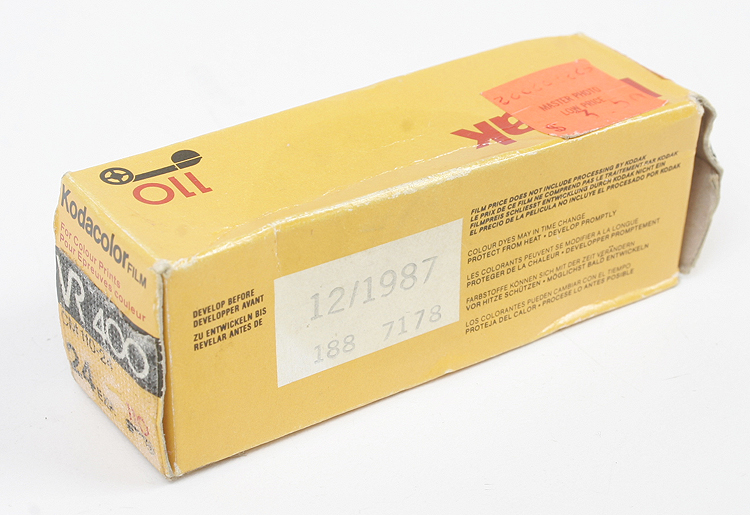 110
Kodak
MASTER PHOTO
LOW PRICE
Kodacolor FILM
For Colour Prints
Pour Epreuves Couleur
VR 400
CM 110-24
24 EXP.
DEVELOP BEFORE
DEVELOPPER AVANT
ZU ENTWICKELN BIS
REVELAR ANTES DE
12/1987
188 7178
FILM PRICE DOES NOT INCLUDE PROCESSING BY KODAK
LE PRIX DE CE FILM NE COMPREND PAS LE TRAITEMENT PAR KODAK
FILMPREIS SCHLIESST ENTWICKLUNG DURCH KODAK NICHT EIN
EL PRECIO DE LA PELICULA NO INCLUYE EL PROCESADO POR KODAK
COLOUR DYES MAY IN TIME CHANGE
PROTECT FROM HEAT • DEVELOP PROMPTLY
LES COLORANTS PEUVENT SE MODIFIER A LA LONGUE
PROTEGER DE LA CHALEUR • DEVELOPPER PROMPTEMENT
FARBSTOFFE KÖNNEN SICH MIT DER ZEIT VERÄNDERN
VOR HITZE SCHÜTZEN • MÖGLICHST BALD ENTWICKELN
LOS COLORANTES PUEDEN CAMBIAR CON EL TIEMPO
PROTEJA DEL CALOR • PROCESE LO ANTES POSIBLE